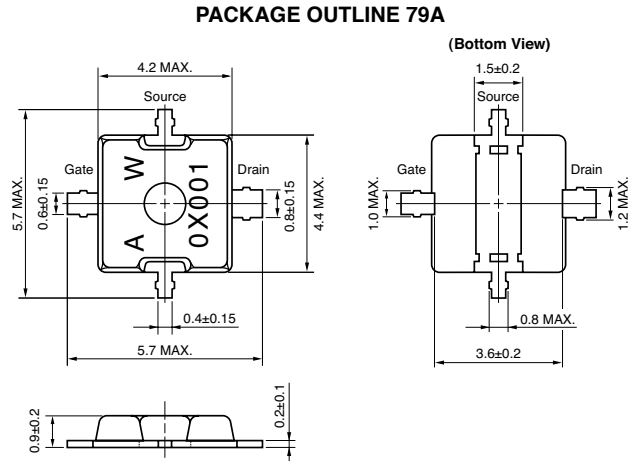 PACKAGE OUTLINE 79A
(Bottom View)
4.2 MAX.
1.5±0.2
Source
Source
Gate
Drain
Gate
Drain
5.7 MAX.
0.6±0.15
A W
0X001
0.8±0.15
4.4 MAX.
1.0 MAX.
1.2 MAX.
0.4±0.15
0.8 MAX.
5.7 MAX.
3.6±0.2
0.9±0.2
0.2±0.1